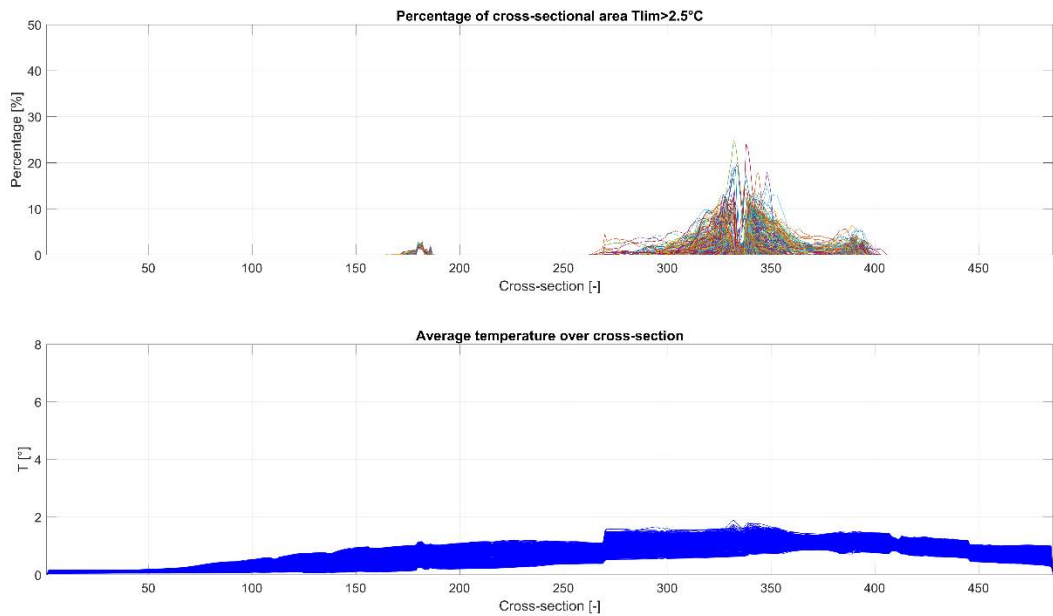 Percentage of cross-sectional area Tlim>2.5°C
50
40
30
20
10
0
Percentage [%]
50 100 150 200 250 300 350 400 450
Cross-section [-]
Average temperature over cross-section
8
6
4
2
0
T [°]
50 100 150 200 250 300 350 400 450
Cross-section [-]